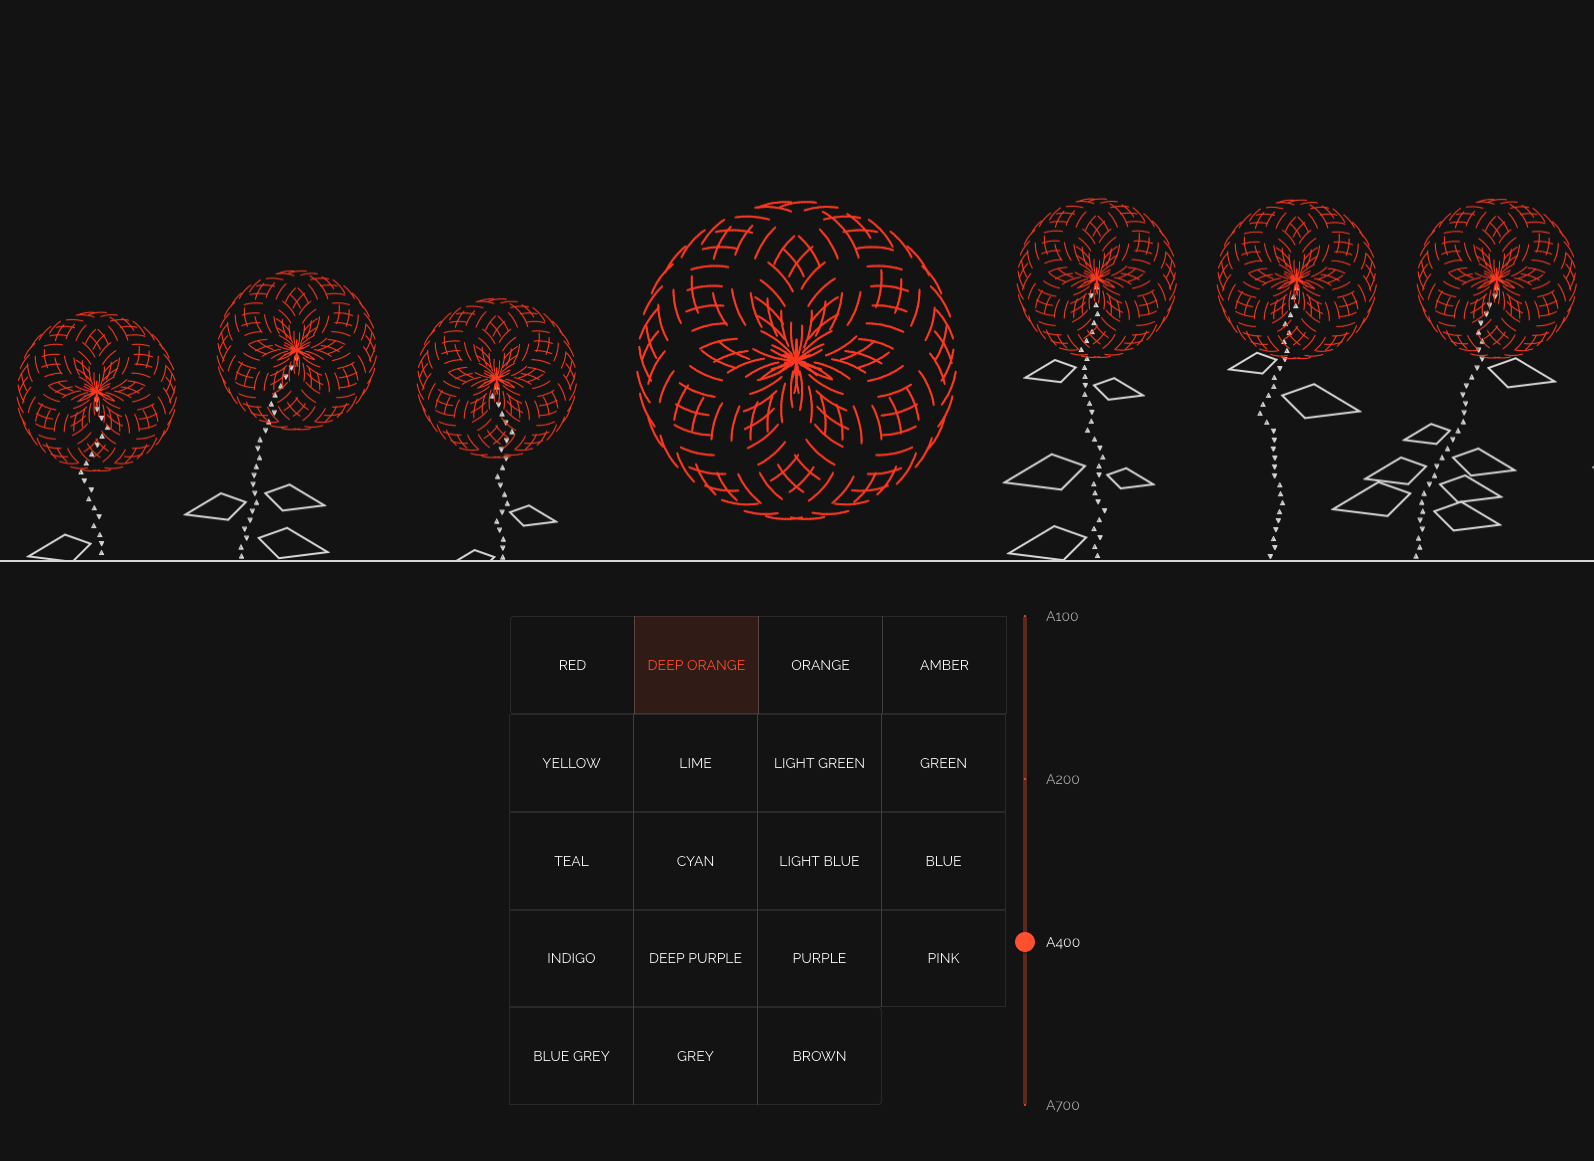 RED
DEEP ORANGE
ORANGE
AMBER
YELLOW
LIME
LIGHT GREEN
GREEN
TEAL
CYAN
LIGHT BLUE
BLUE
INDIGO
DEEP PURPLE
PURPLE
PINK
BLUE GREY
GREY
BROWN
A100
A200
A400
A700